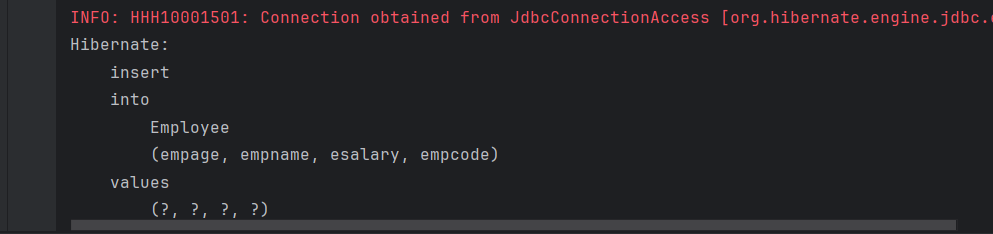 INFO: HHH10001501: Connection obtained from JdbcConnectionAccess [org.hibernate.engine.jdbc.
Hibernate:
    insert
    into
        Employee
        (empage, empname, esalary, empcode)
    values
        (?, ?, ?, ?)